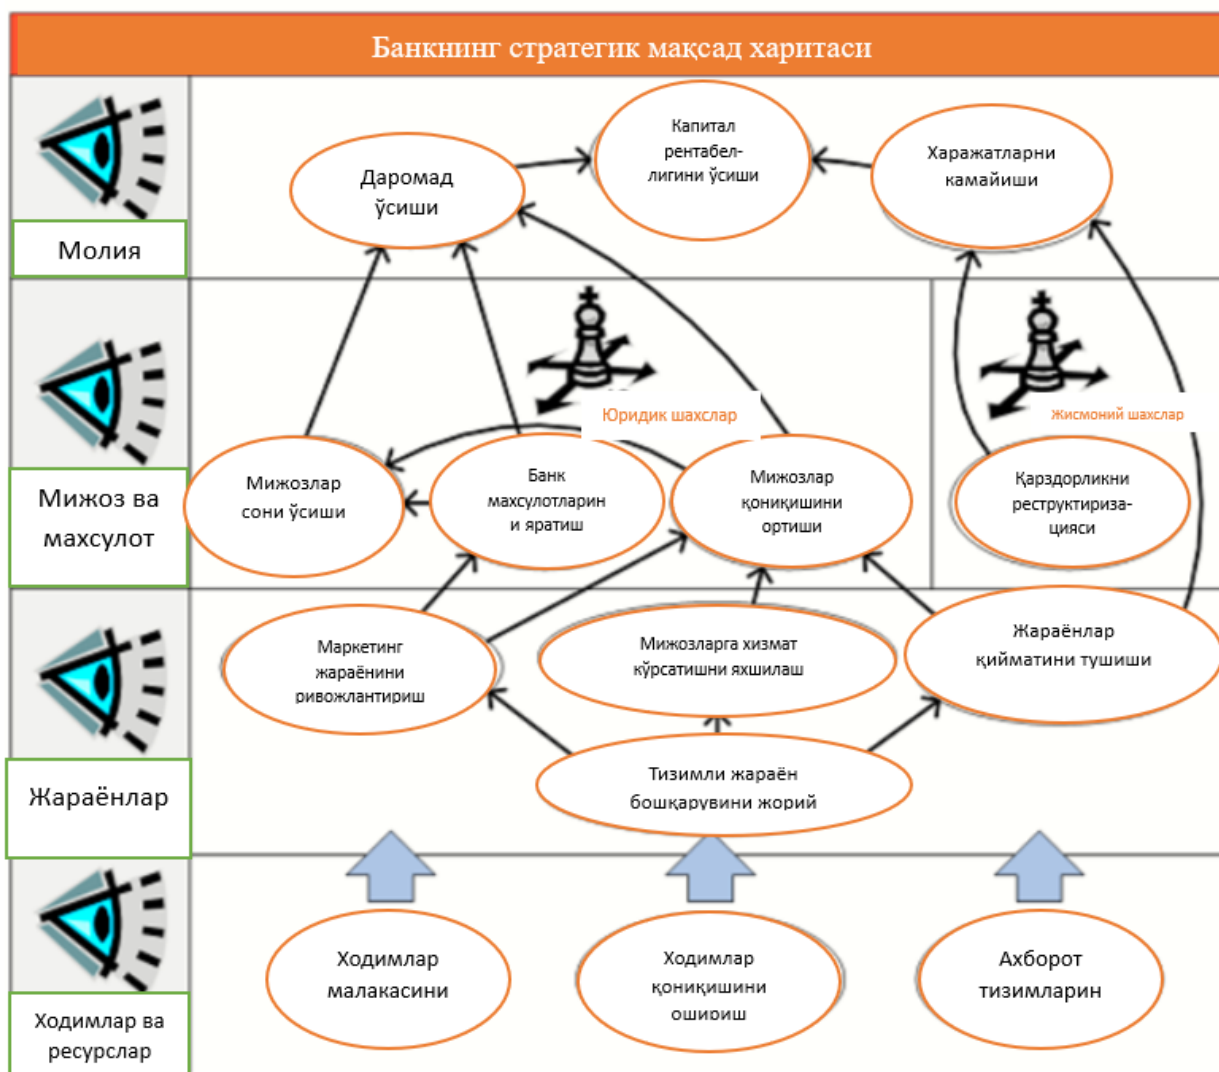 Банкнинг стратегик мақсад харитаси
Капитал
рентабел-
лигини ўсиши
Харажатларни
камайиши
Даромад
ўсиши
Молия
Юридик шахслар
Жисмоний шахслар
Мижоз ва
махсулот
Мижозлар
сони ўсиши
Банк
махсулотларин
и яратиш
Мижозлар
қониқишини
ортиши
Қарздорликни
реструктириза-
цияси
Маркетинг
жараёнини
ривожлантириш
Мижозларга хизмат
кўрсатишни яхшилаш
Жараёнлар
қийматини тушиши
Тизимли жараён
бошқарувини жорий
Жараёнлар
Ходимлар
малакасини
Ходимлар
қониқишини
ошириш
Ахборот
тизимларин
Ходимлар ва
ресурслар